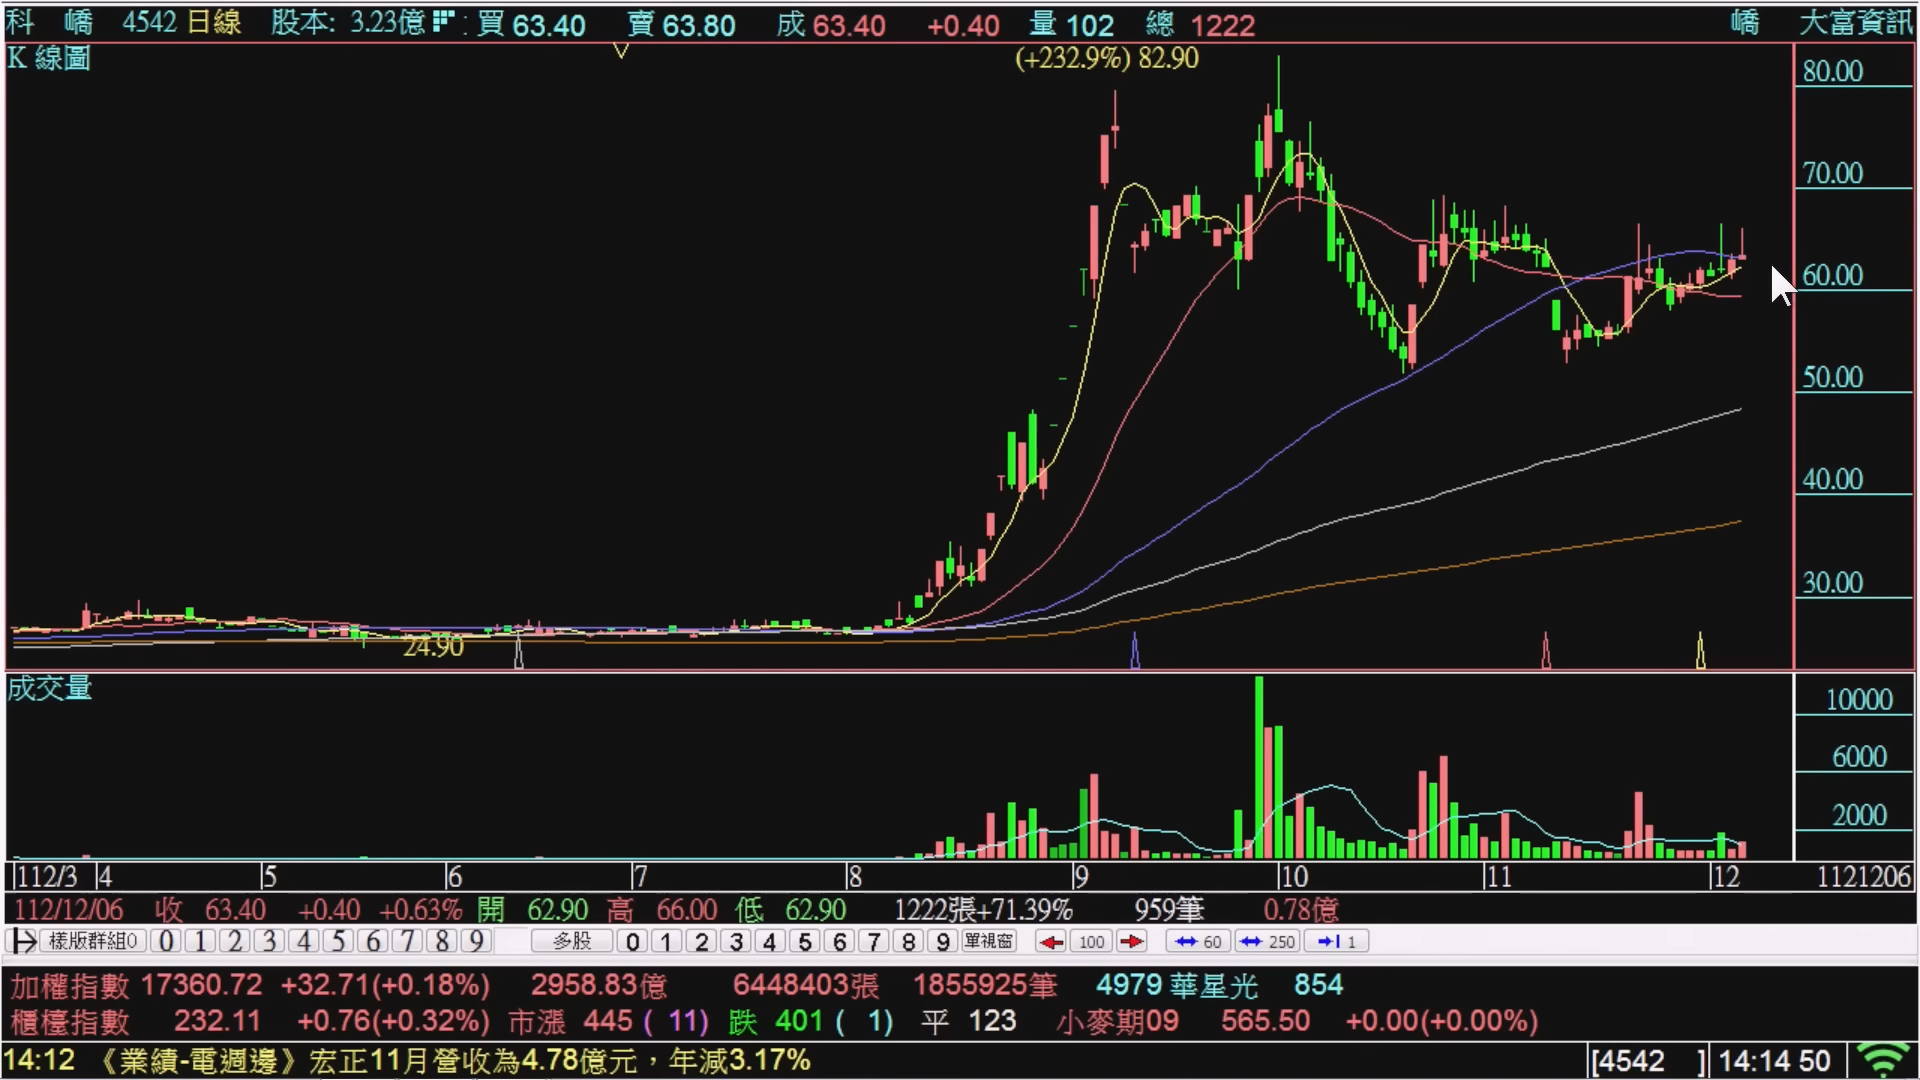 科 嶠 4542 日線 股本: 3.23億 : 買 63.40 賣 63.80 成 63.40 +0.40 量 102 總 1222 嶠 大富資訊
K 線圖
(+232.9%) 82.90
80.00
70.00
60.00
50.00
40.00
30.00
24.90
成交量
10000
6000
2000
112/3 4 5 6 7 8 9 10 11 12 1121206
112/12/06 收 63.40 +0.40 +0.63% 開 62.90 高 66.00 低 62.90 1222張+71.39% 959筆 0.78億
樣版群組0 0 1 2 3 4 5 6 7 8 9 多股 0 1 2 3 4 5 6 7 8 9 單視窗 100 60 250 1
加權指數 17360.72 +32.71(+0.18%) 2958.83億 6448403張 1855925筆 4979 華星光 854
櫃檯指數 232.11 +0.76(+0.32%) 市漲 445 ( 11) 跌 401 ( 1) 平 123 小麥期09 565.50 +0.00(+0.00%)
14:12 《業績-電週邊》宏正11月營收為4.78億元，年減3.17% [4542 ] 14:14 50